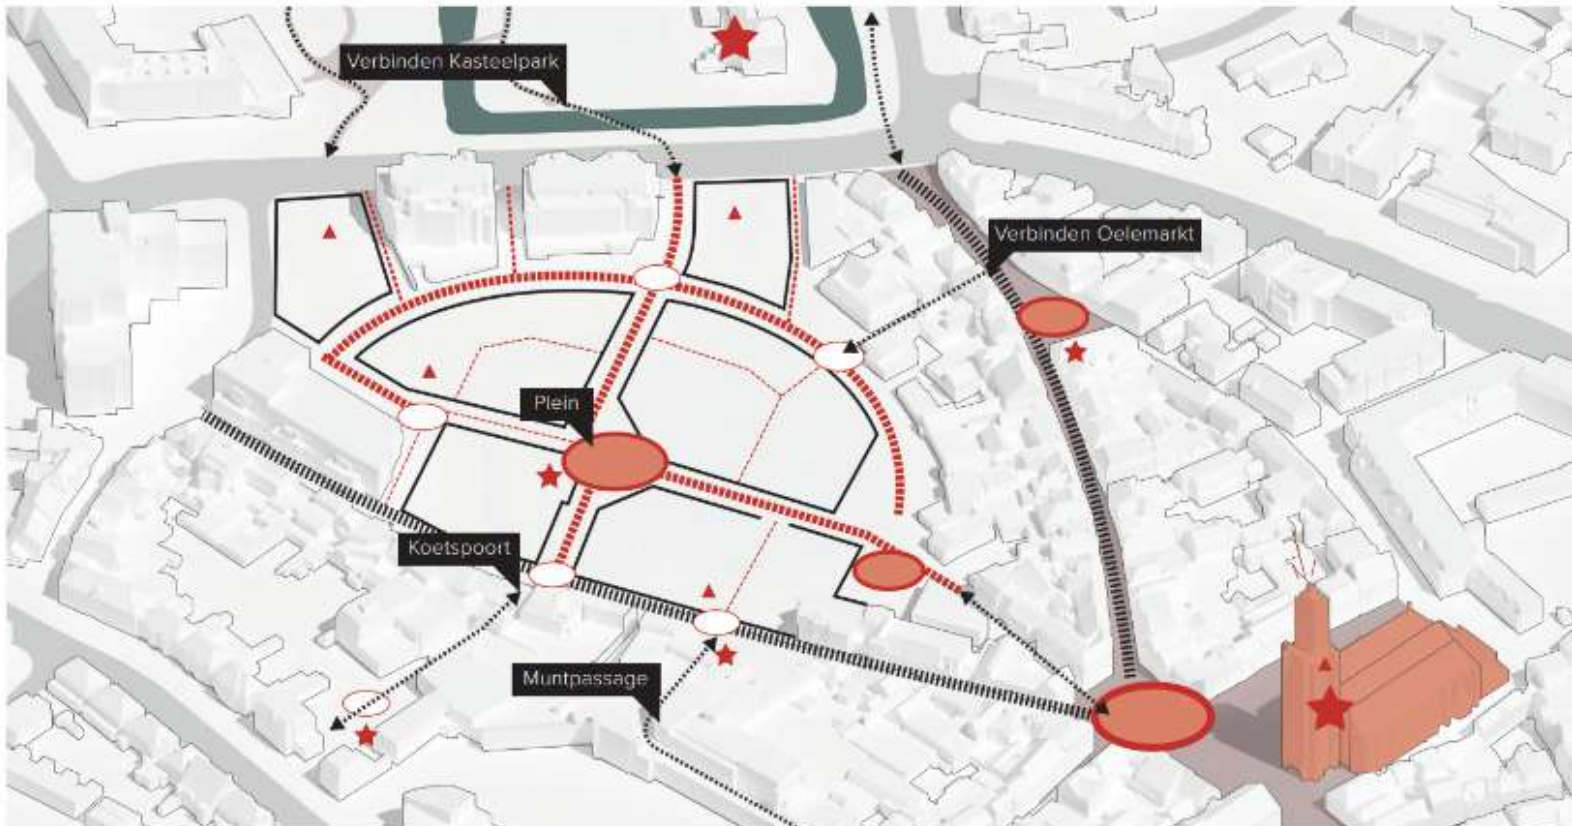 Verbinden Kasteelpark
Verbinden Oelemarkt
Plein
Koetspoort
Muntpassage